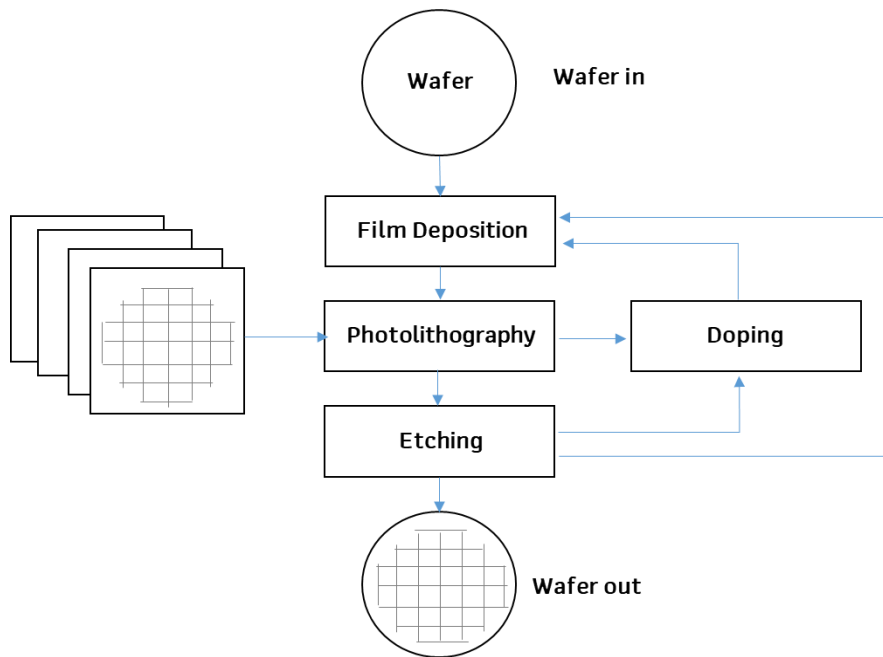 Wafer
Wafer in
Film Deposition
Photolithography
Doping
Etching
Wafer out